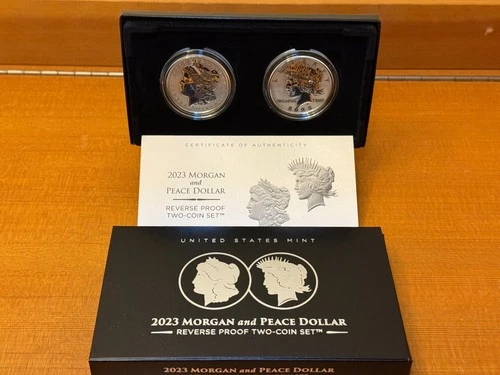 CERTIFICATE OF AUTHENTICITY
2023 MORGAN
and
PEACE DOLLAR
REVERSE PROOF
TWO-COIN SET™
UNITED STATES MINT
2023 MORGAN and PEACE DOLLAR
REVERSE PROOF TWO-COIN SET™
2023 MORGAN AND PEACE DOLLAR